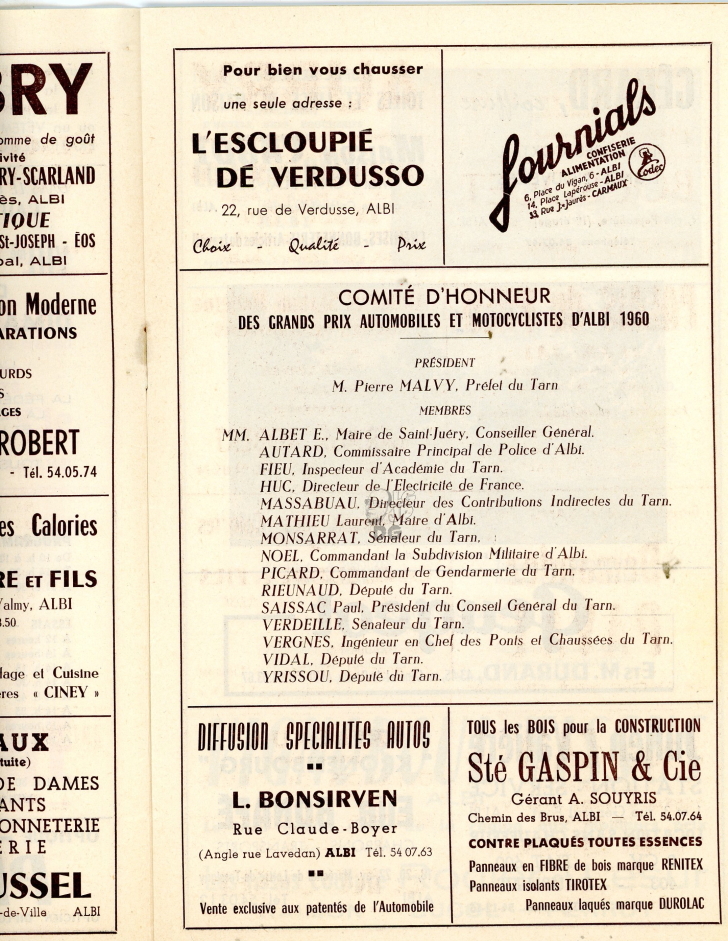 BRY
omme de goût
ivité
RY-SCARLAND
ès, ALBI
TIQUE
St-JOSEPH - ÉOS
pal, ALBI
on Moderne
ARATIONS
URDS
S
GES
ROBERT
- Tél. 54.05.74
es Calories
RE ET FILS
Valmy, ALBI
3.50
lage et Cuisine
ères « CINEY »
AUX
tuite)
DE DAMES
ANTS
ONNETERIE
ERIE
USSEL
-de-Ville ALBI
Pour bien vous chausser
une seule adresse :
L'ESCLOUPIÉ
DÉ VERDUSSO
22, rue de Verdusse, ALBI
Choix - Qualité - Prix
fournials
CONFISERIE
ALIMENTATION
6, Place du Vigan, 6 - ALBI
14, Place Lapérouse - ALBI
33, Rue J-Jaurès - CARMAUX
Codec
COMITÉ D'HONNEUR
DES GRANDS PRIX AUTOMOBILES ET MOTOCYCLISTES D'ALBI 1960
PRÉSIDENT
M. Pierre MALVY, Préfet du Tarn
MEMBRES
MM. ALBET E., Maire de Saint-Juéry, Conseiller Général.
AUTARD, Commissaire Principal de Police d'Albi.
FIEU, Inspecteur d'Académie du Tarn.
HUC, Directeur de l'Electricité de France.
MASSABUAU, Directeur des Contributions Indirectes du Tarn.
MATHIEU Laurent, Maire d'Albi.
MONSARRAT, Sénateur du Tarn.
NOEL, Commandant la Subdivision Militaire d'Albi.
PICARD, Commandant de Gendarmerie du Tarn.
RIEUNAUD, Député du Tarn.
SAISSAC Paul, Président du Conseil Général du Tarn.
VERDEILLE, Sénateur du Tarn.
VERGNES, Ingénieur en Chef des Ponts et Chaussées du Tarn.
VIDAL, Député du Tarn.
YRISSOU, Député du Tarn.
DIFFUSION SPECIALITES AUTOS
L. BONSIRVEN
Rue Claude-Boyer
(Angle rue Lavedan) ALBI Tél. 54 07.63
Vente exclusive aux patentés de l'Automobile
TOUS les BOIS pour la CONSTRUCTION
Sté GASPIN & Cie
Gérant A. SOUYRIS
Chemin des Brus, ALBI — Tél. 54.07.64
CONTRE PLAQUÉS TOUTES ESSENCES
Panneaux en FIBRE de bois marque RENITEX
Panneaux isolants TIROTEX
Panneaux laqués marque DUROLAC